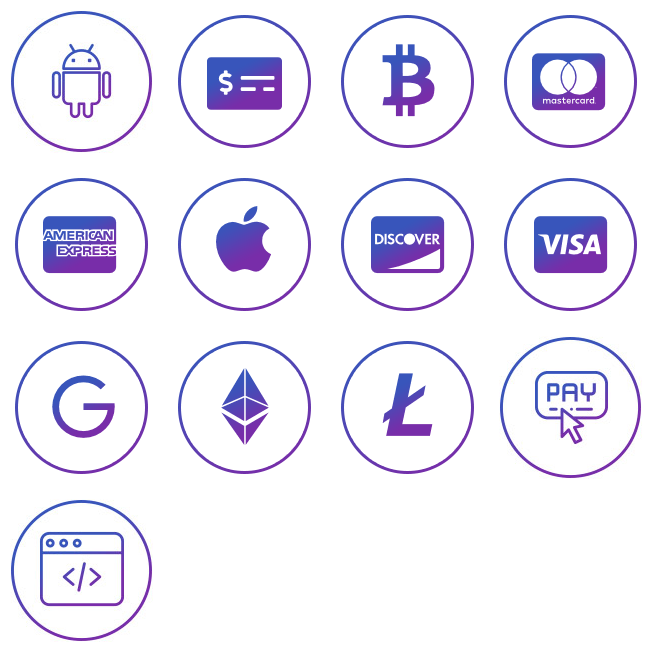 $
mastercard.
AMERICAN
EXPRESS
DISCOVER
VISA
G
PAY
</>